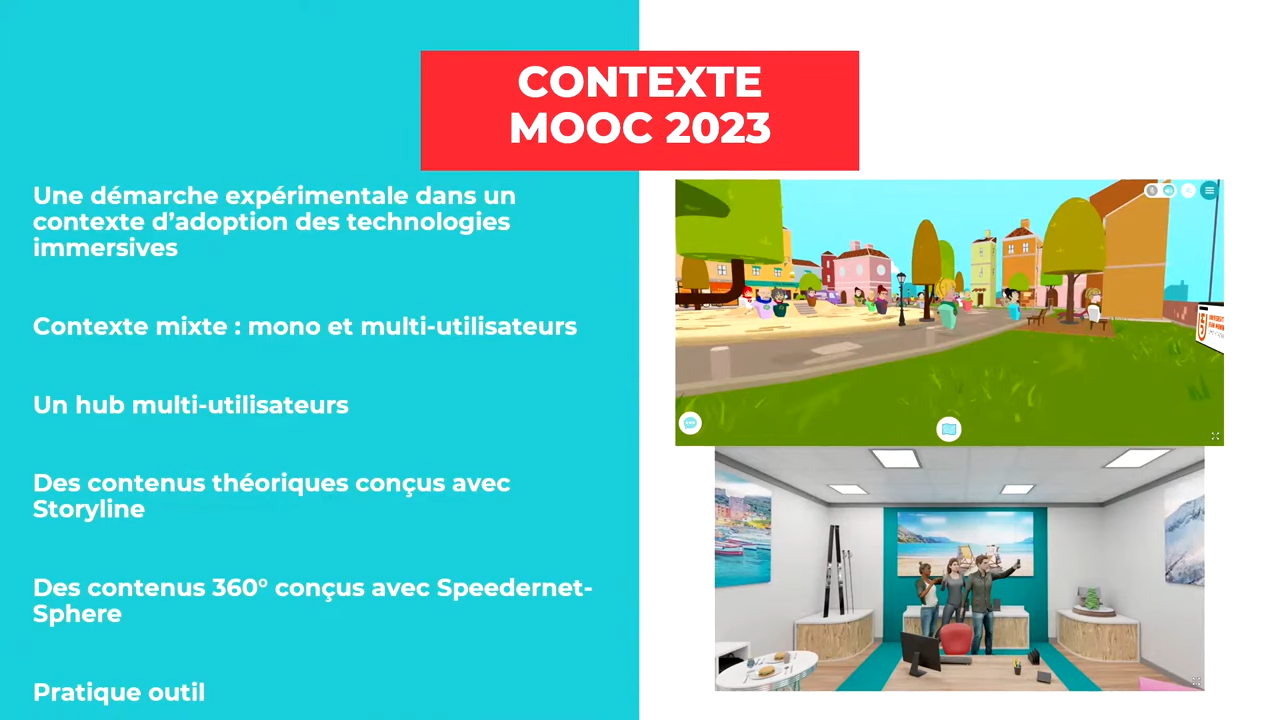 CONTEXTE
MOOC 2023
Une démarche expérimentale dans un
contexte d’adoption des technologies
immersives
Contexte mixte : mono et multi-utilisateurs
Un hub multi-utilisateurs
Des contenus théoriques conçus avec
Storyline
Des contenus 360° conçus avec Speedernet-
Sphere
Pratique outil